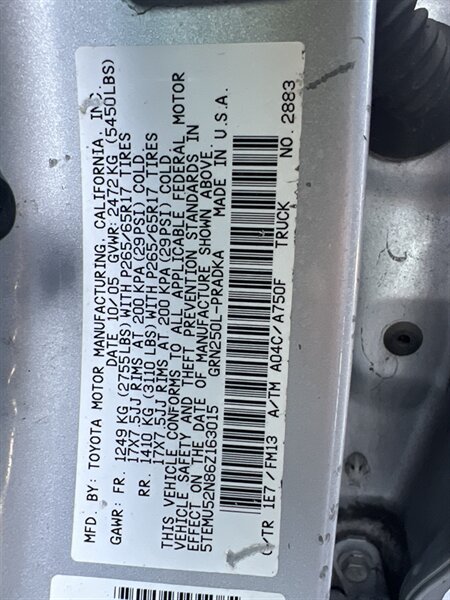 MFD. BY: TOYOTA MOTOR MANUFACTURING, CALIFORNIA, INC.
DATE 10/05 GVWR 2472 KG (5450LBS)
GAWR: FR. 1249 KG (2755 LBS) WITH P265/65R17 TIRES
17X7.5JJ RIMS AT 200 KPA (29PSI) COLD
RR. 1410 KG (3110 LBS) WITH P265/65R17 TIRES
17X7.5JJ RIMS AT 200 KPA (29PSI) COLD
THIS VEHICLE CONFORMS TO ALL APPLICABLE FEDERAL MOTOR
VEHICLE SAFETY AND THEFT PREVENTION STANDARDS IN
EFFECT ON THE DATE OF MANUFACTURE SHOWN ABOVE.
5TEMU52N86Z163015 GRN250L-PRADKA MADE IN U.S.A.
C/TR 1E7/FM13 A/TM A04C/A750F TRUCK NO. 2883